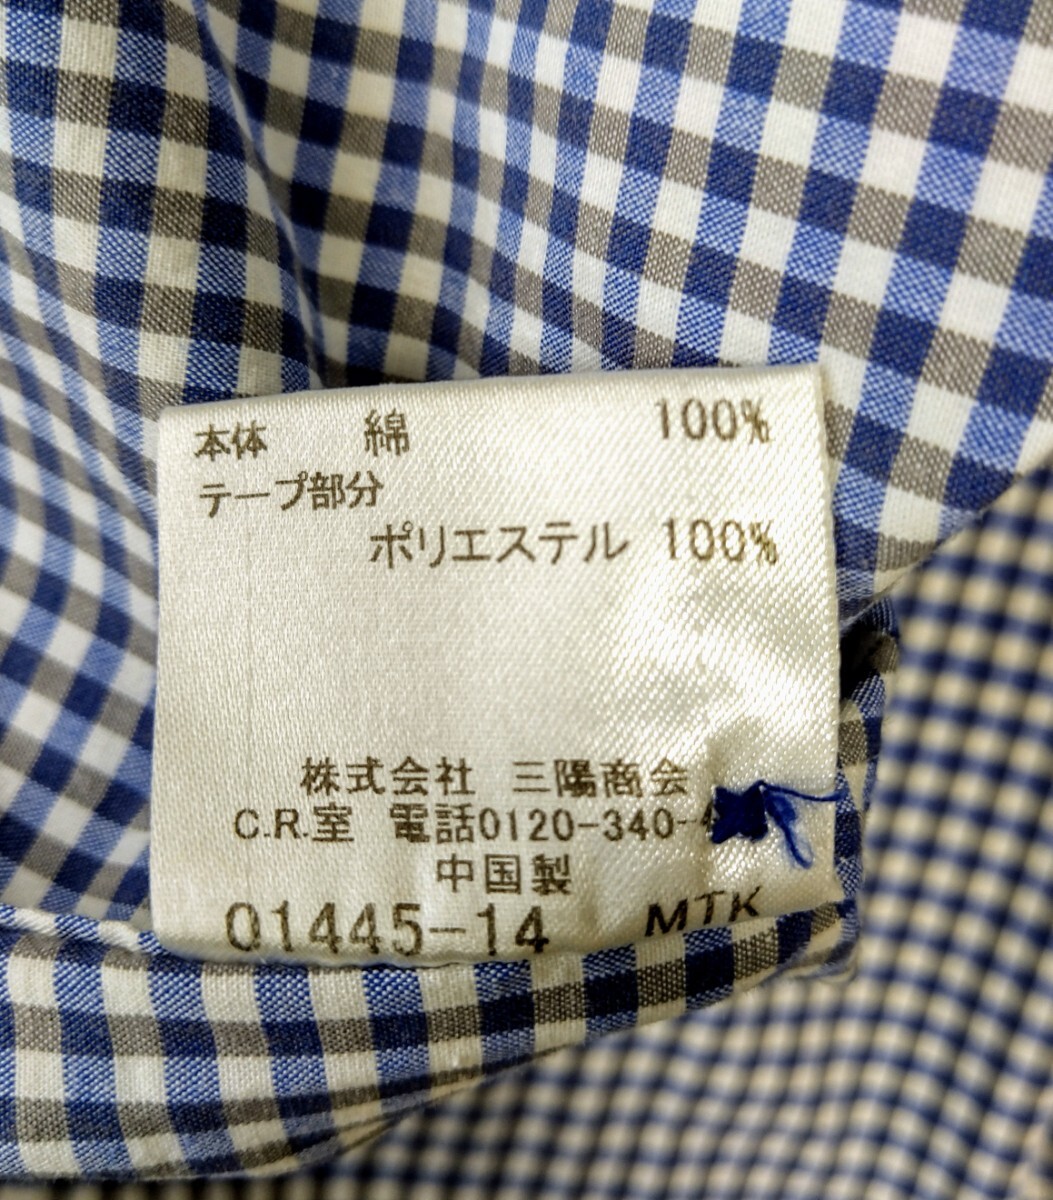 本体 綿 100%
テープ部分
ポリエステル 100%
株式会社 三陽商会
C.R.室 電話0120-340-
中国製
01445-14 MTK